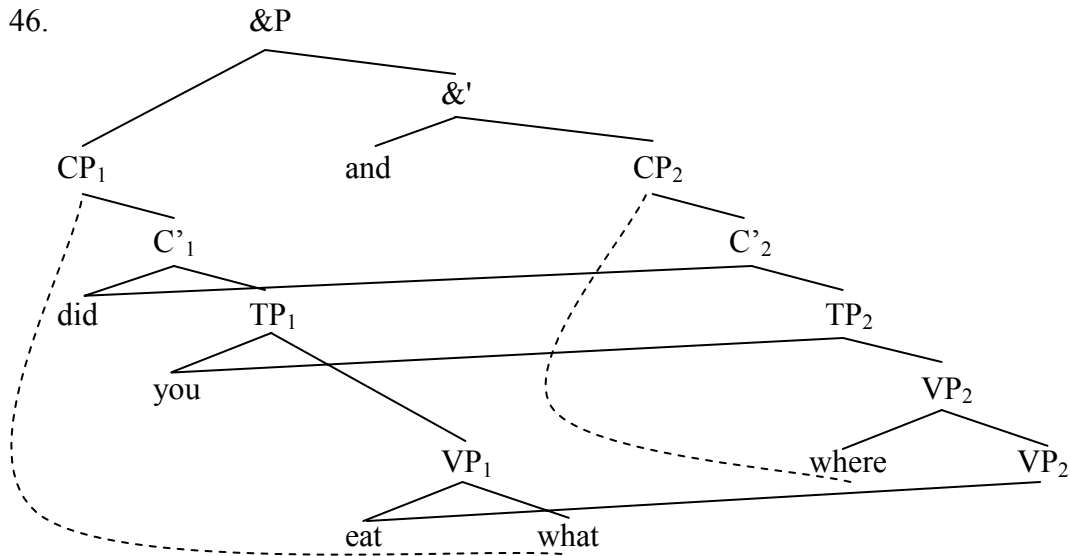 46. &P
&'
CP₁ and CP₂
C’₁ C’₂
did TP₁ TP₂
you VP₂
VP₁ where VP₂
eat what